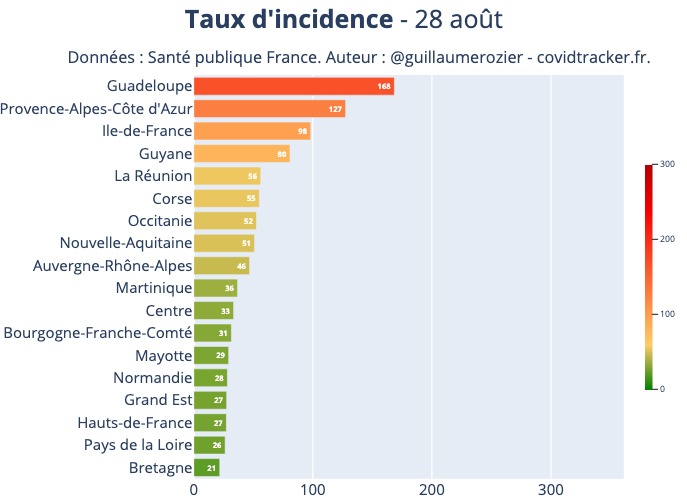 Taux d'incidence - 28 août
Données : Santé publique France. Auteur : @guillaumerozier - covidtracker.fr.
Guadeloupe 168
Provence-Alpes-Côte d'Azur 127
Ile-de-France 98
Guyane 80
La Réunion 56
Corse 55
Occitanie 52
Nouvelle-Aquitaine 51
Auvergne-Rhône-Alpes 46
Martinique 36
Centre 33
Bourgogne-Franche-Comté 31
Mayotte 29
Normandie 28
Grand Est 27
Hauts-de-France 27
Pays de la Loire 26
Bretagne 21
0 100 200 300
300
200
100
0